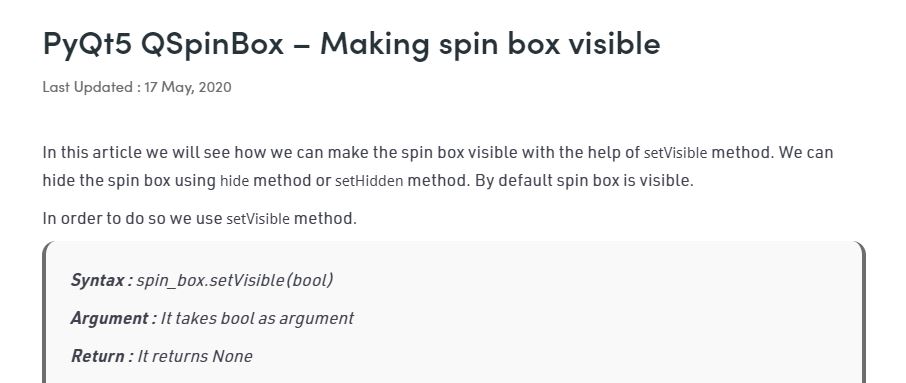 PyQt5 QSpinBox – Making spin box visible
Last Updated : 17 May, 2020
In this article we will see how we can make the spin box visible with the help of setVisible method. We can
hide the spin box using hide method or setHidden method. By default spin box is visible.
In order to do so we use setVisible method.
Syntax : spin_box.setVisible(bool)
Argument : It takes bool as argument
Return : It returns None